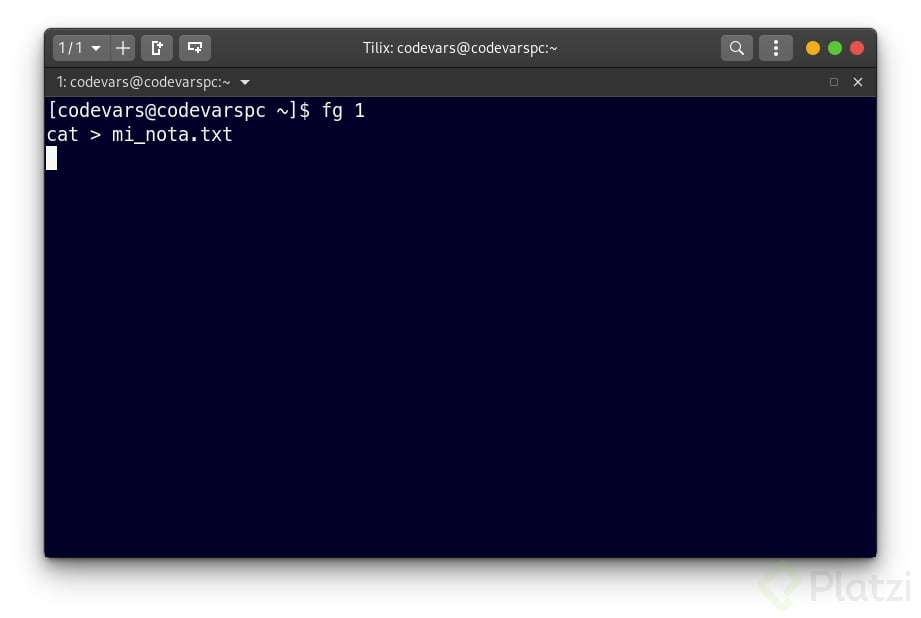 1/1
Tilix: codevars@codevarspc:~
1: codevars@codevarspc:~
[codevars@codevarspc ~]$ fg 1
cat > mi_nota.txt
Platzi